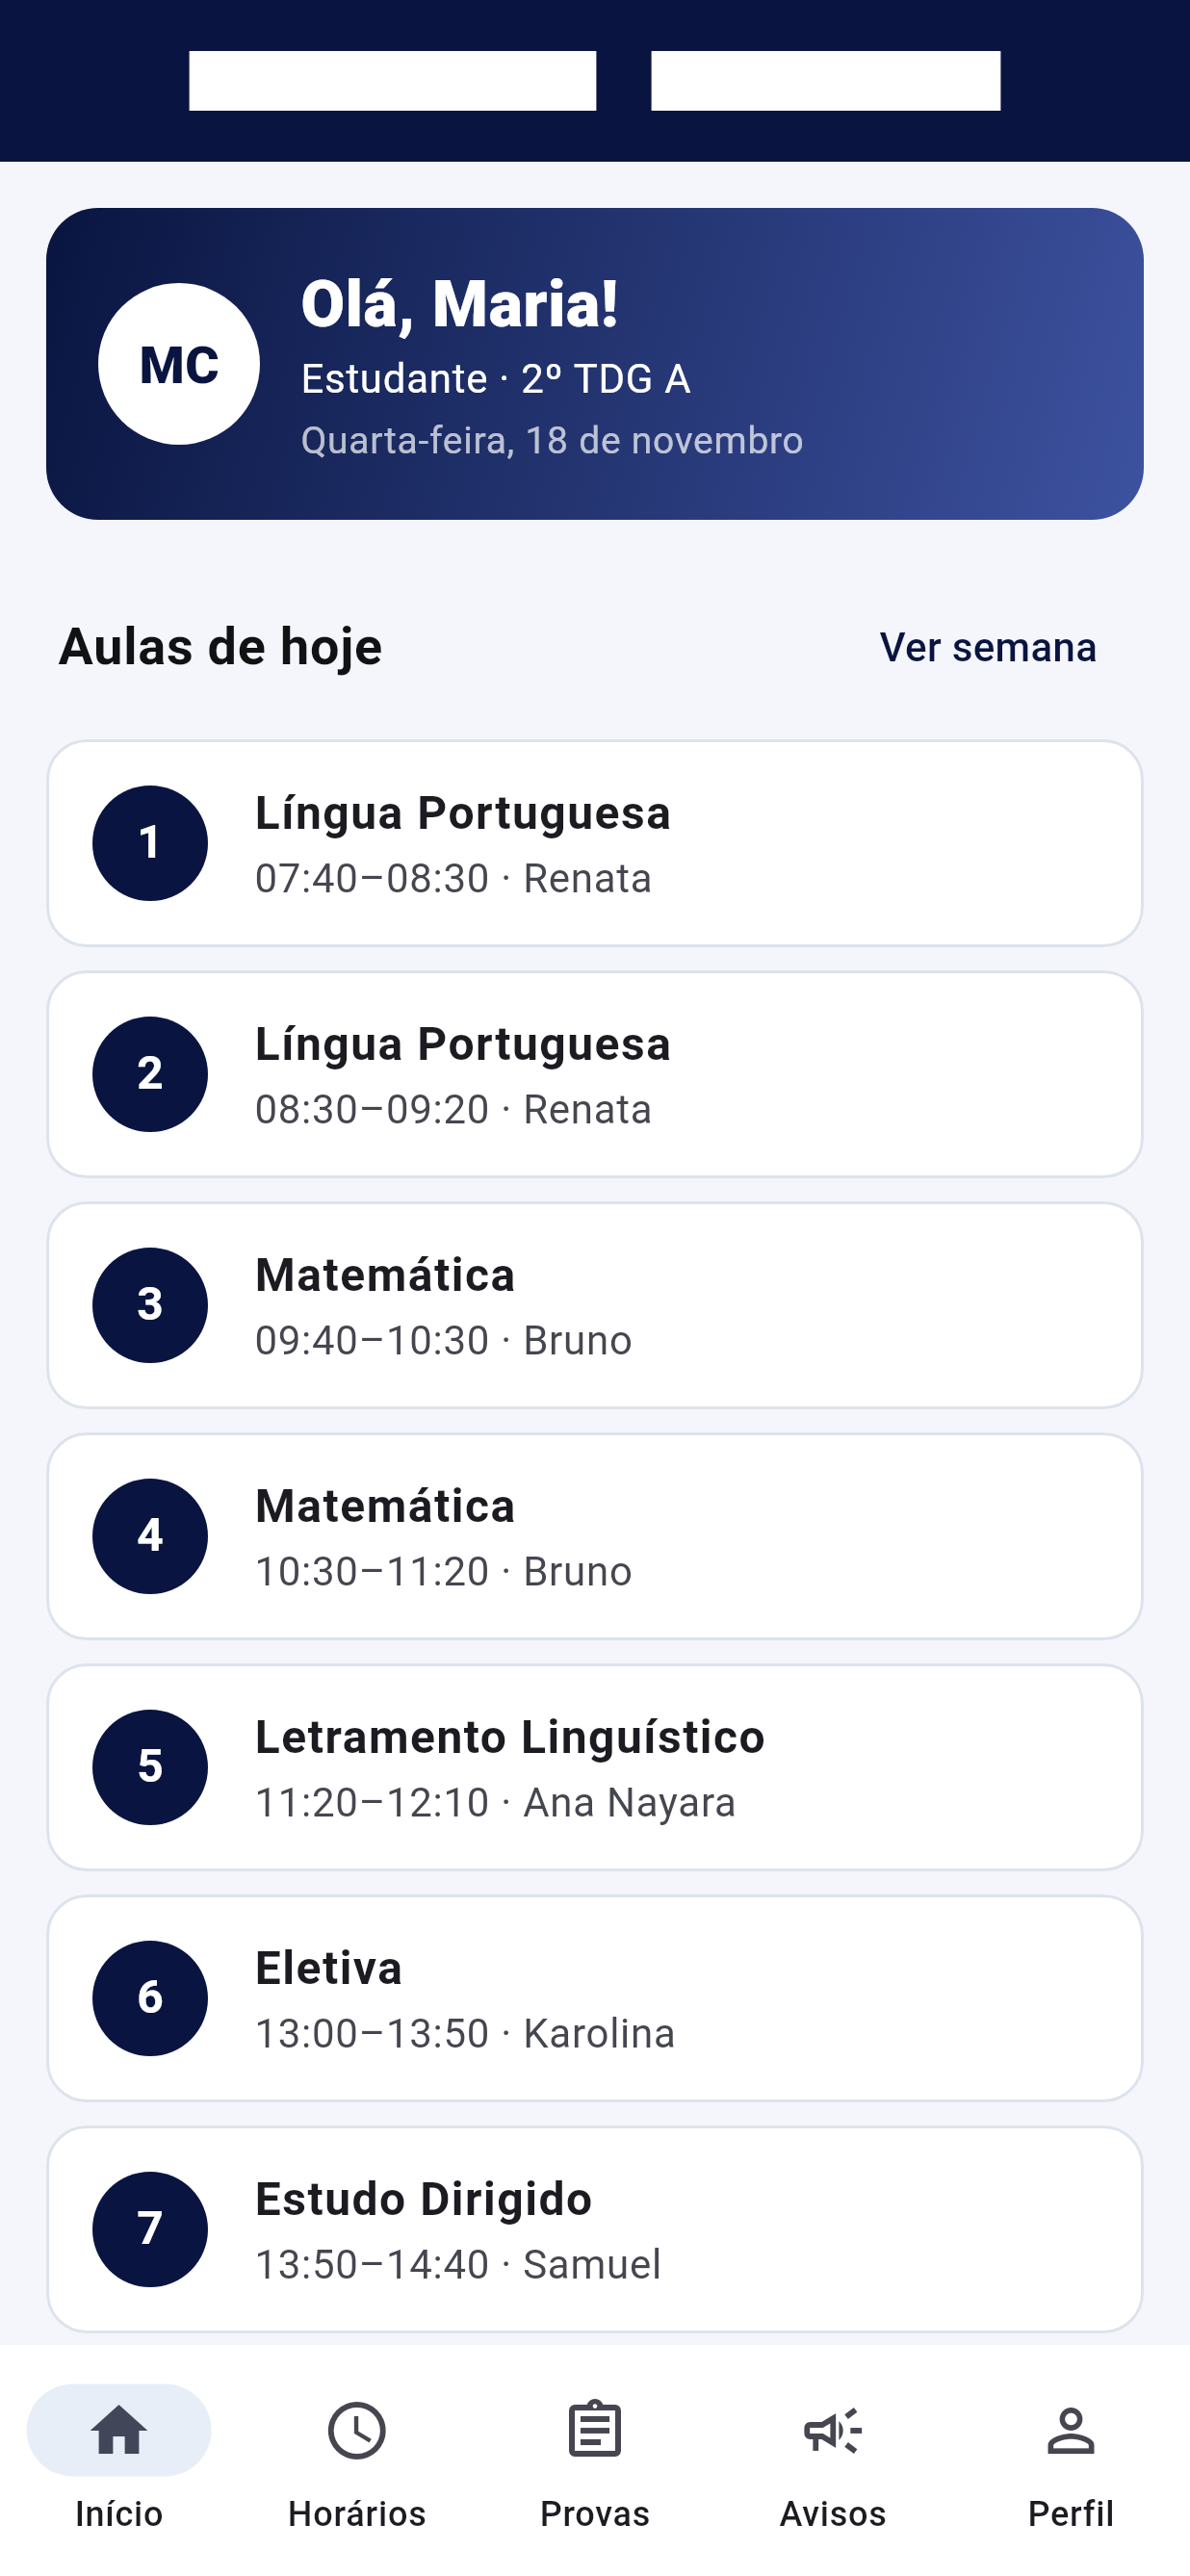 Olá, Maria!
MC
Estudante · 2º TDG A
Quarta-feira, 18 de novembro
Aulas de hoje
Ver semana
1
Língua Portuguesa
07:40–08:30 · Renata
2
Língua Portuguesa
08:30–09:20 · Renata
3
Matemática
09:40–10:30 · Bruno
4
Matemática
10:30–11:20 · Bruno
5
Letramento Linguístico
11:20–12:10 · Ana Nayara
6
Eletiva
13:00–13:50 · Karolina
7
Estudo Dirigido
13:50–14:40 · Samuel
Início
Horários
Provas
Avisos
Perfil